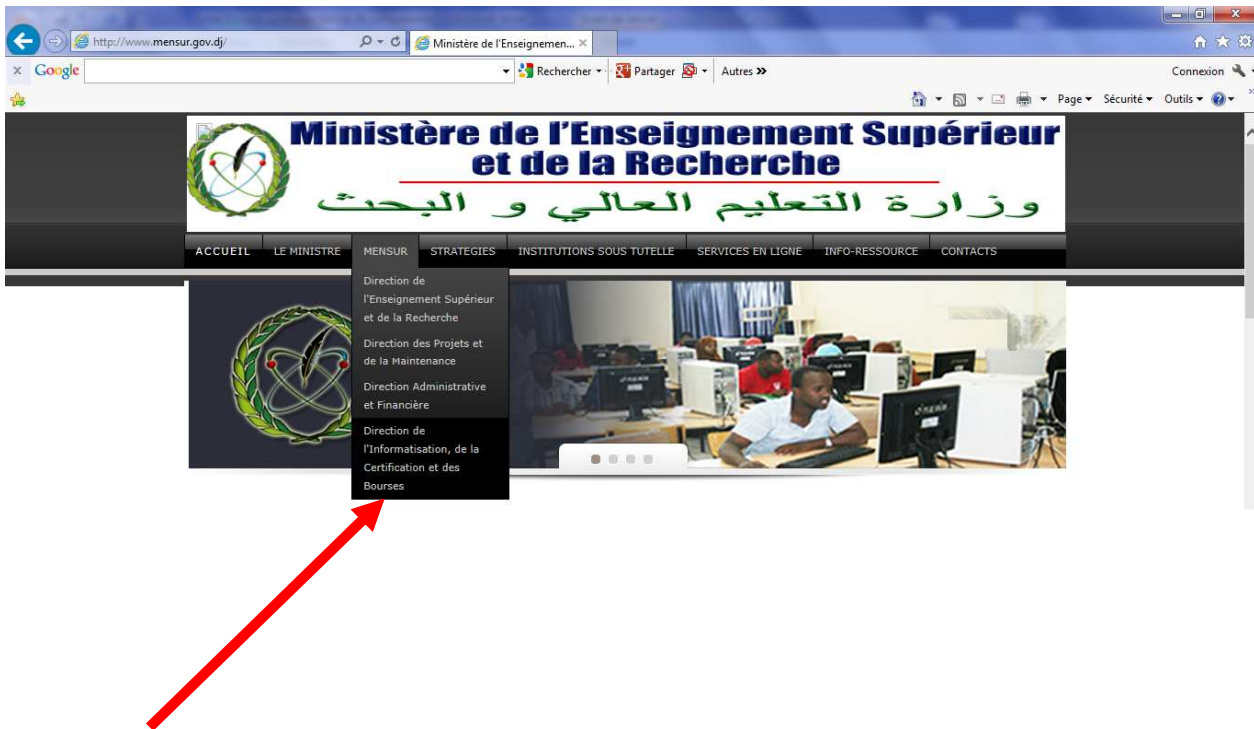 http://www.mensur.gov.dj/
Ministère de l'Enseignemen...
x Google
Rechercher
Partager
Autres
Connexion
Page Sécurité Outils
Ministère de l'Enseignement Supérieur
et de la Recherche
وزارة التعليم العالي و البحث
ACCUEIL LE MINISTRE MENSUR STRATEGIES INSTITUTIONS SOUS TUTELLE SERVICES EN LIGNE INFO-RESSOURCE CONTACTS
Direction de
l'Enseignement Supérieur
et de la Recherche
Direction des Projets et
de la Maintenance
Direction Administrative
et Financière
Direction de
l'Informatisation, de la
Certification et des
Bourses